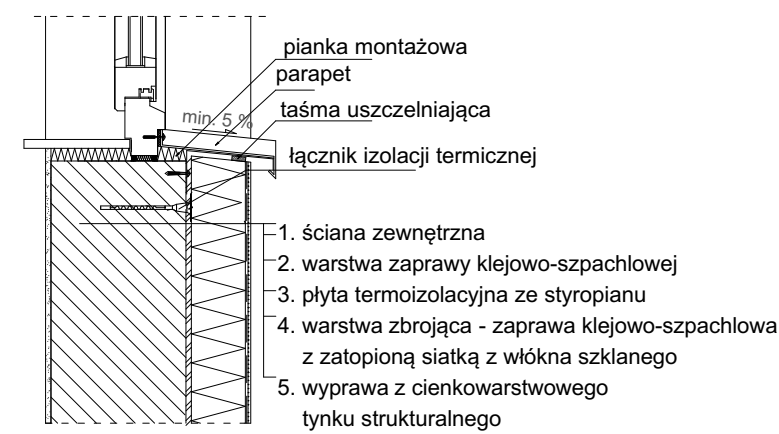 pianka montażowa
parapet
min. 5 %
taśma uszczelniająca
łącznik izolacji termicznej
1. ściana zewnętrzna
2. warstwa zaprawy klejowo-szpachlowej
3. płyta termoizolacyjna ze styropianu
4. warstwa zbrojąca - zaprawa klejowo-szpachlowa
z zatopioną siatką z włókna szklanego
5. wyprawa z cienkowarstwowego
tynku strukturalnego